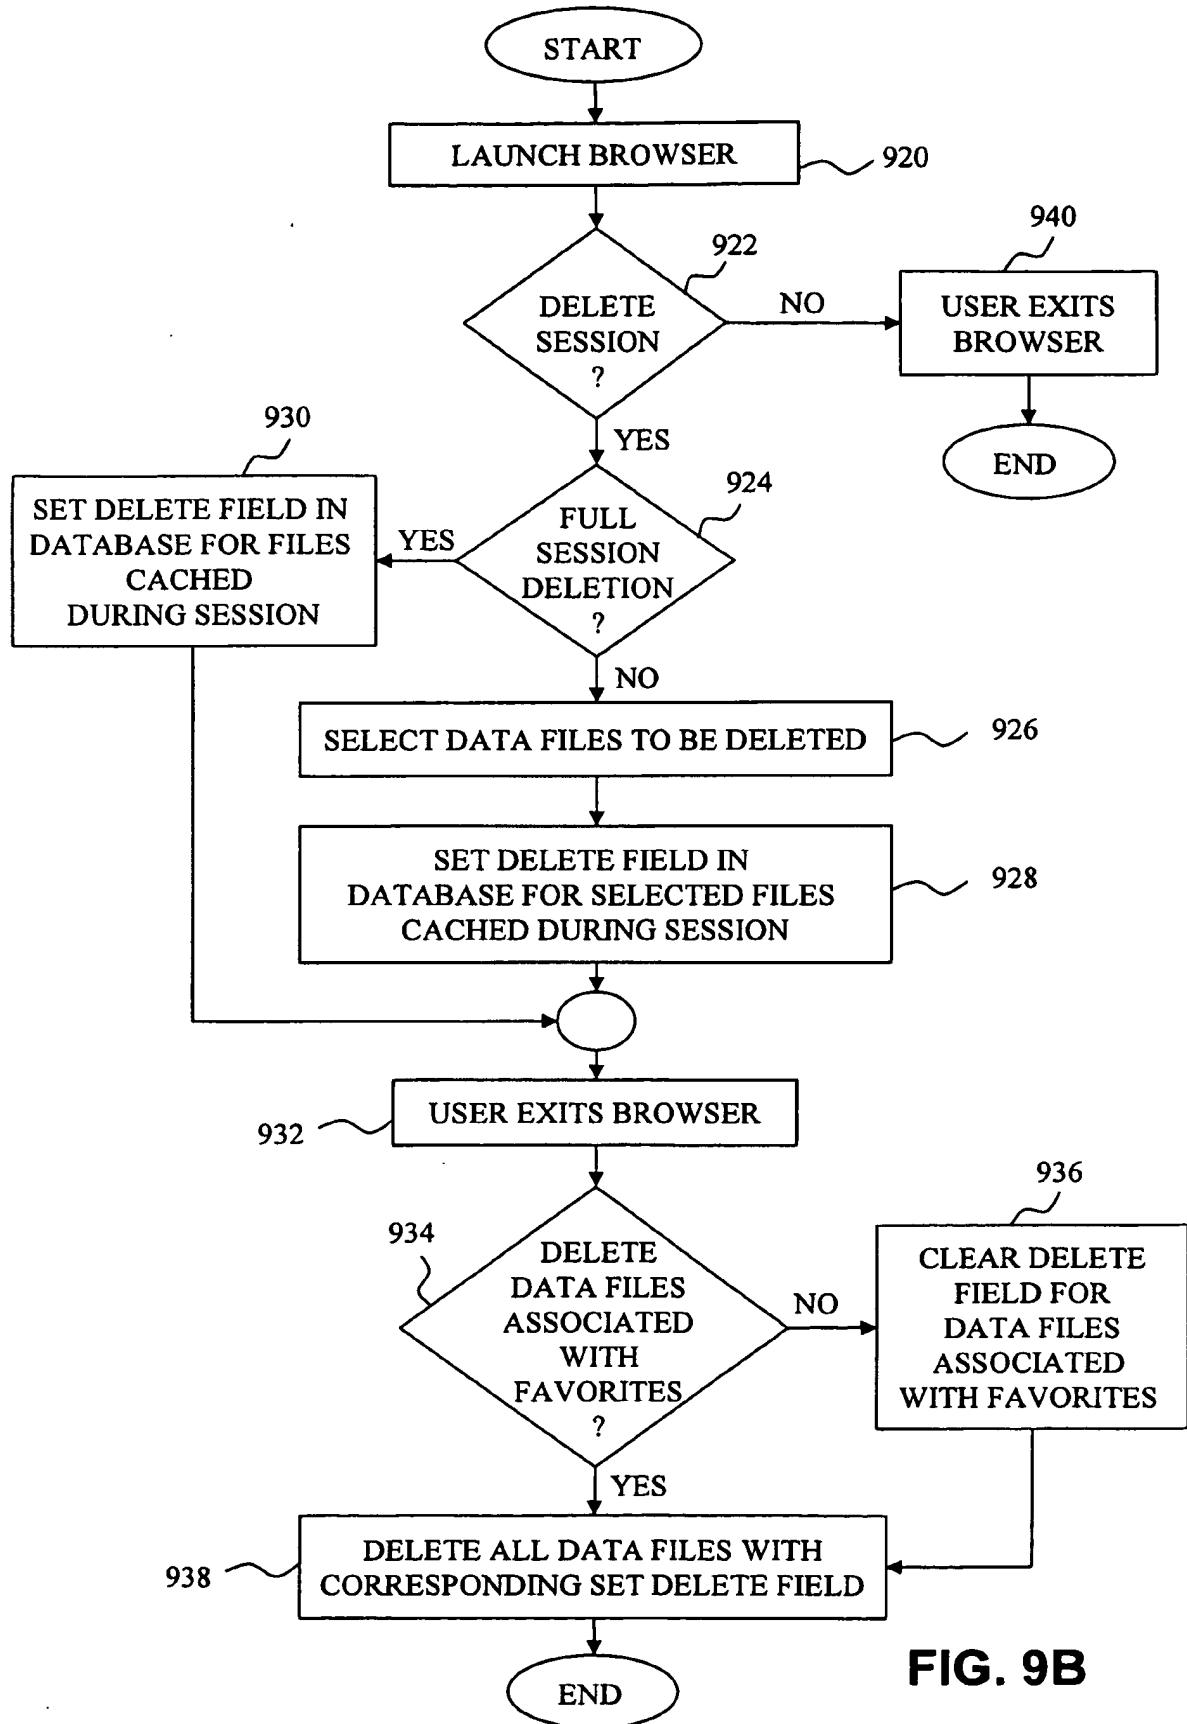 START
LAUNCH BROWSER
920
922
DELETE
SESSION
?
NO
940
USER EXITS
BROWSER
END
YES
930
SET DELETE FIELD IN
DATABASE FOR FILES
CACHED
DURING SESSION
YES
924
FULL
SESSION
DELETION
?
NO
SELECT DATA FILES TO BE DELETED
926
SET DELETE FIELD IN
DATABASE FOR SELECTED FILES
CACHED DURING SESSION
928
USER EXITS BROWSER
932
934
DELETE
DATA FILES
ASSOCIATED
WITH
FAVORITES
?
NO
936
CLEAR DELETE
FIELD FOR
DATA FILES
ASSOCIATED
WITH FAVORITES
YES
DELETE ALL DATA FILES WITH
CORRESPONDING SET DELETE FIELD
938
END
FIG. 9B